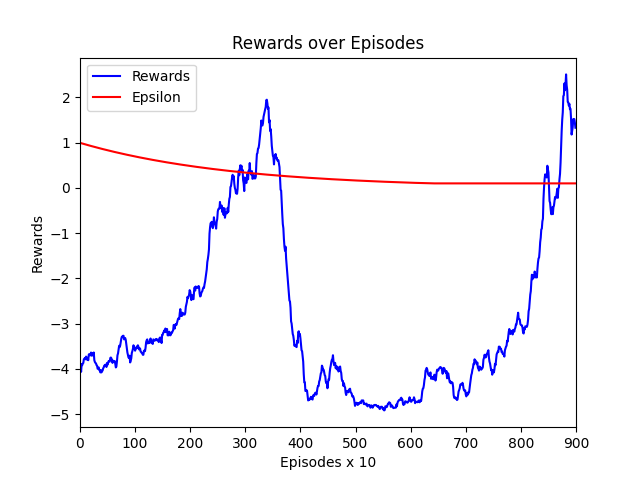 Rewards over Episodes
Rewards
Epsilon
2
1
0
−1
−2
−3
−4
−5
Rewards
0 100 200 300 400 500 600 700 800 900
Episodes x 10